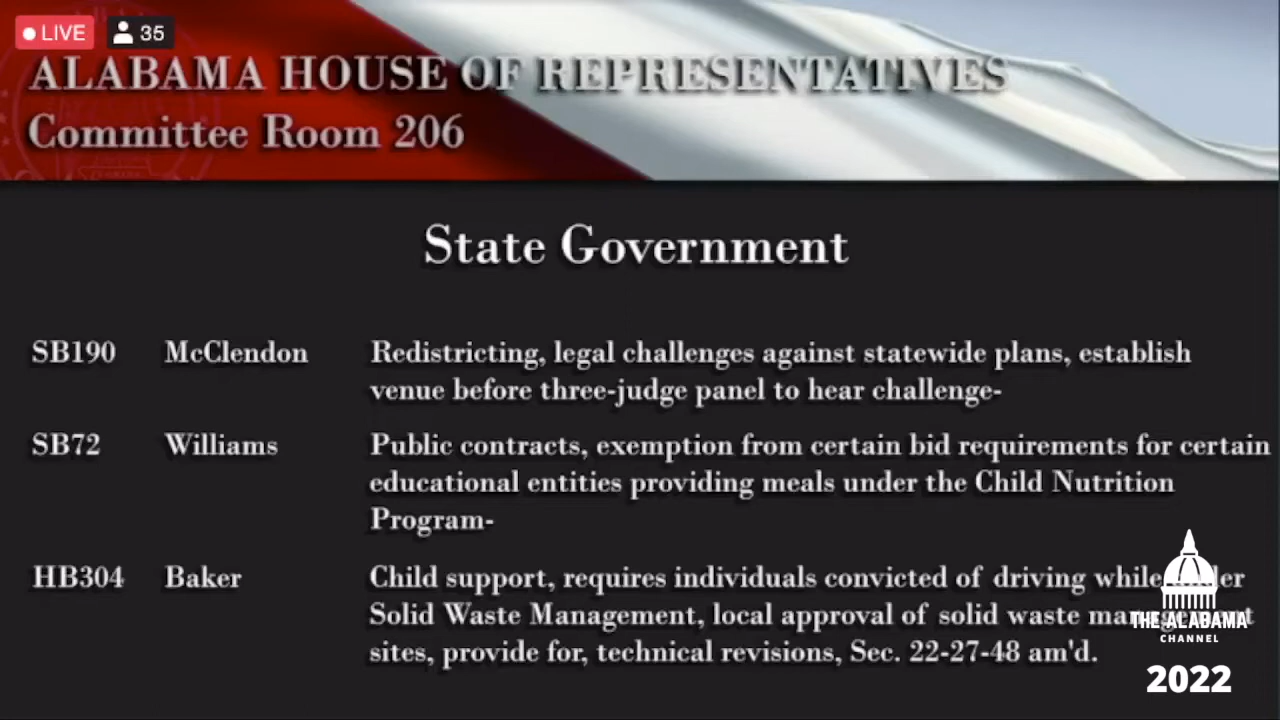 LIVE 35
ALABAMA HOUSE OF REPRESENTATIVES
Committee Room 206
State Government
SB190 McClendon Redistricting, legal challenges against statewide plans, establish
venue before three-judge panel to hear challenge-
SB72 Williams Public contracts, exemption from certain bid requirements for certain
educational entities providing meals under the Child Nutrition
Program-
HB304 Baker Child support, requires individuals convicted of driving while under
Solid Waste Management, local approval of solid waste management
sites, provide for, technical revisions, Sec. 22-27-48 am'd.
THE ALABAMA
CHANNEL
2022